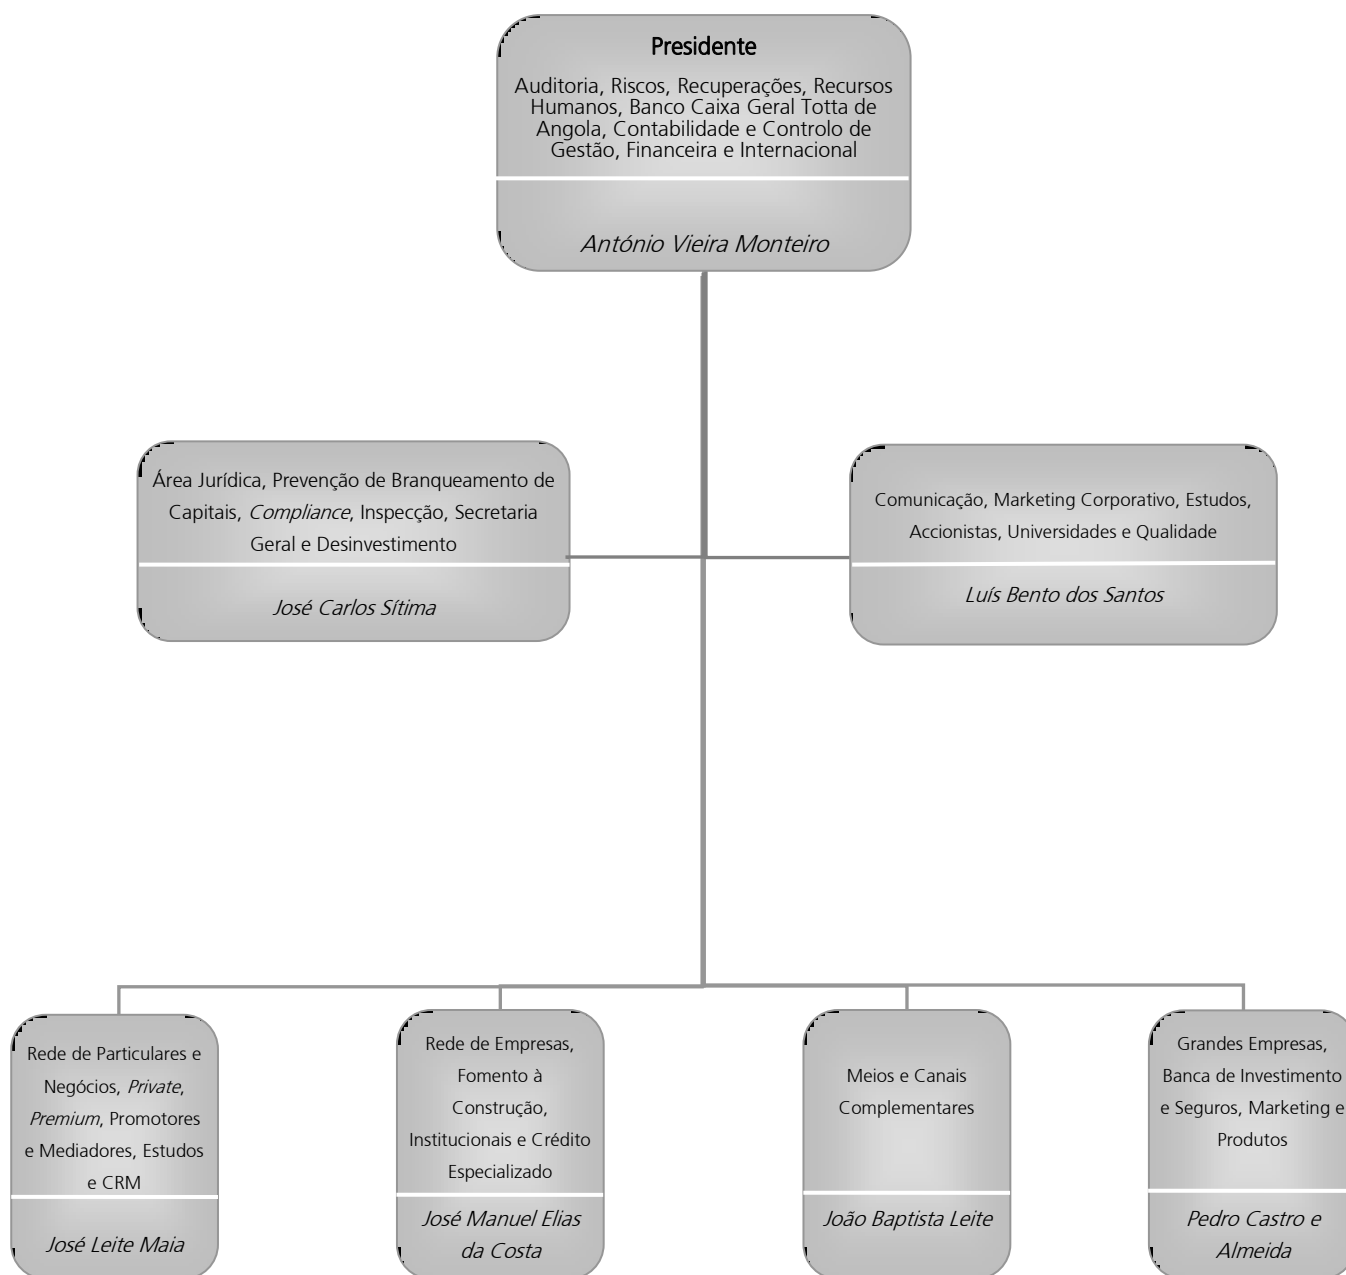 Presidente
Auditoria, Riscos, Recuperações, Recursos
Humanos, Banco Caixa Geral Totta de
Angola, Contabilidade e Controlo de
Gestão, Financeira e Internacional
António Vieira Monteiro
Área Jurídica, Prevenção de Branqueamento de
Capitais, Compliance, Inspecção, Secretaria
Geral e Desinvestimento
José Carlos Sítima
Comunicação, Marketing Corporativo, Estudos,
Accionistas, Universidades e Qualidade
Luís Bento dos Santos
Rede de Particulares e
Negócios, Private,
Premium, Promotores
e Mediadores, Estudos
e CRM
José Leite Maia
Rede de Empresas,
Fomento à
Construção,
Institucionais e Crédito
Especializado
José Manuel Elias
da Costa
Meios e Canais
Complementares
João Baptista Leite
Grandes Empresas,
Banca de Investimento
e Seguros, Marketing e
Produtos
Pedro Castro e
Almeida